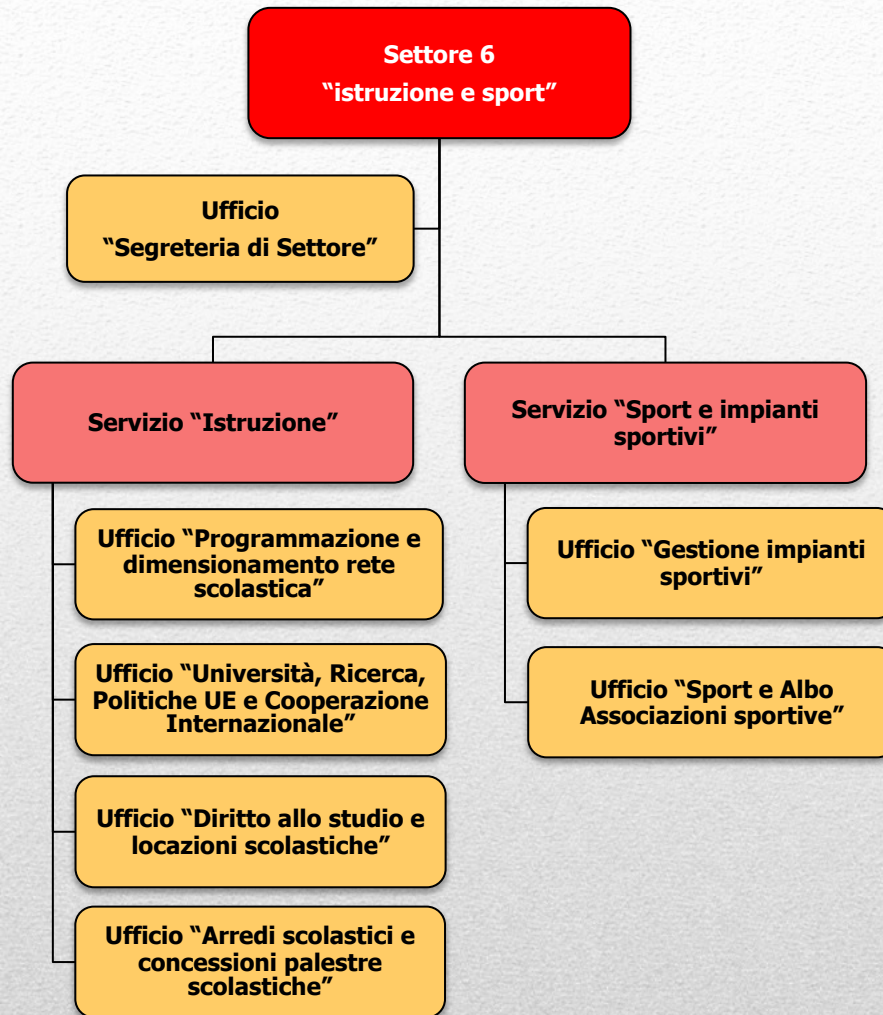 Settore 6
“istruzione e sport”
Ufficio
“Segreteria di Settore”
Servizio “Istruzione”
Servizio “Sport e impianti
sportivi”
Ufficio “Programmazione e
dimensionamento rete
scolastica”
Ufficio “Università, Ricerca,
Politiche UE e Cooperazione
Internazionale”
Ufficio “Diritto allo studio e
locazioni scolastiche”
Ufficio “Arredi scolastici e
concessioni palestre
scolastiche”
Ufficio “Gestione impianti
sportivi”
Ufficio “Sport e Albo
Associazioni sportive”